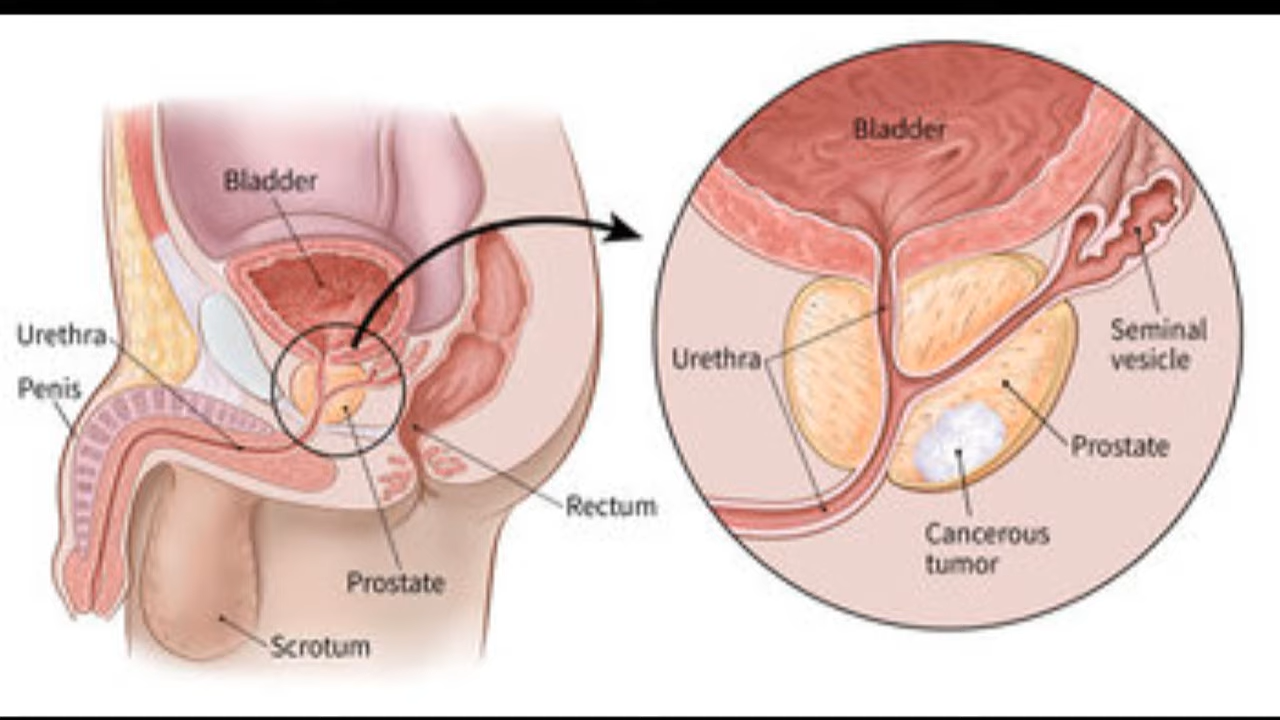 Bladder
Urethra
Penis
Rectum
Prostate
Scrotum
Bladder
Urethra
Seminal
vesicle
Prostate
Cancerous
tumor